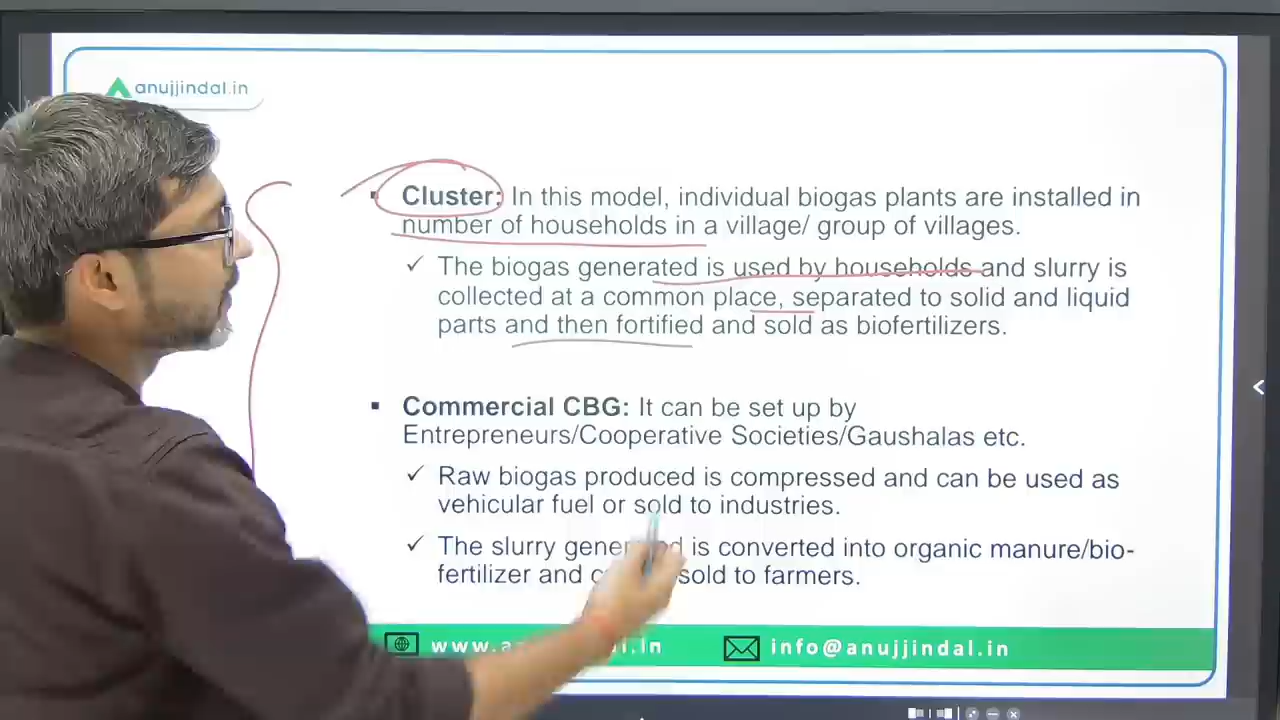 anujjindal.in
▪ Cluster: In this model, individual biogas plants are installed in
number of households in a village/ group of villages.
✓ The biogas generated is used by households and slurry is
collected at a common place, separated to solid and liquid
parts and then fortified and sold as biofertilizers.
▪ Commercial CBG: It can be set up by
Entrepreneurs/Cooperative Societies/Gaushalas etc.
✓ Raw biogas produced is compressed and can be used as
vehicular fuel or sold to industries.
✓ The slurry is converted into organic manure/bio-
fertilizer and sold to farmers.
info@anujjindal.in